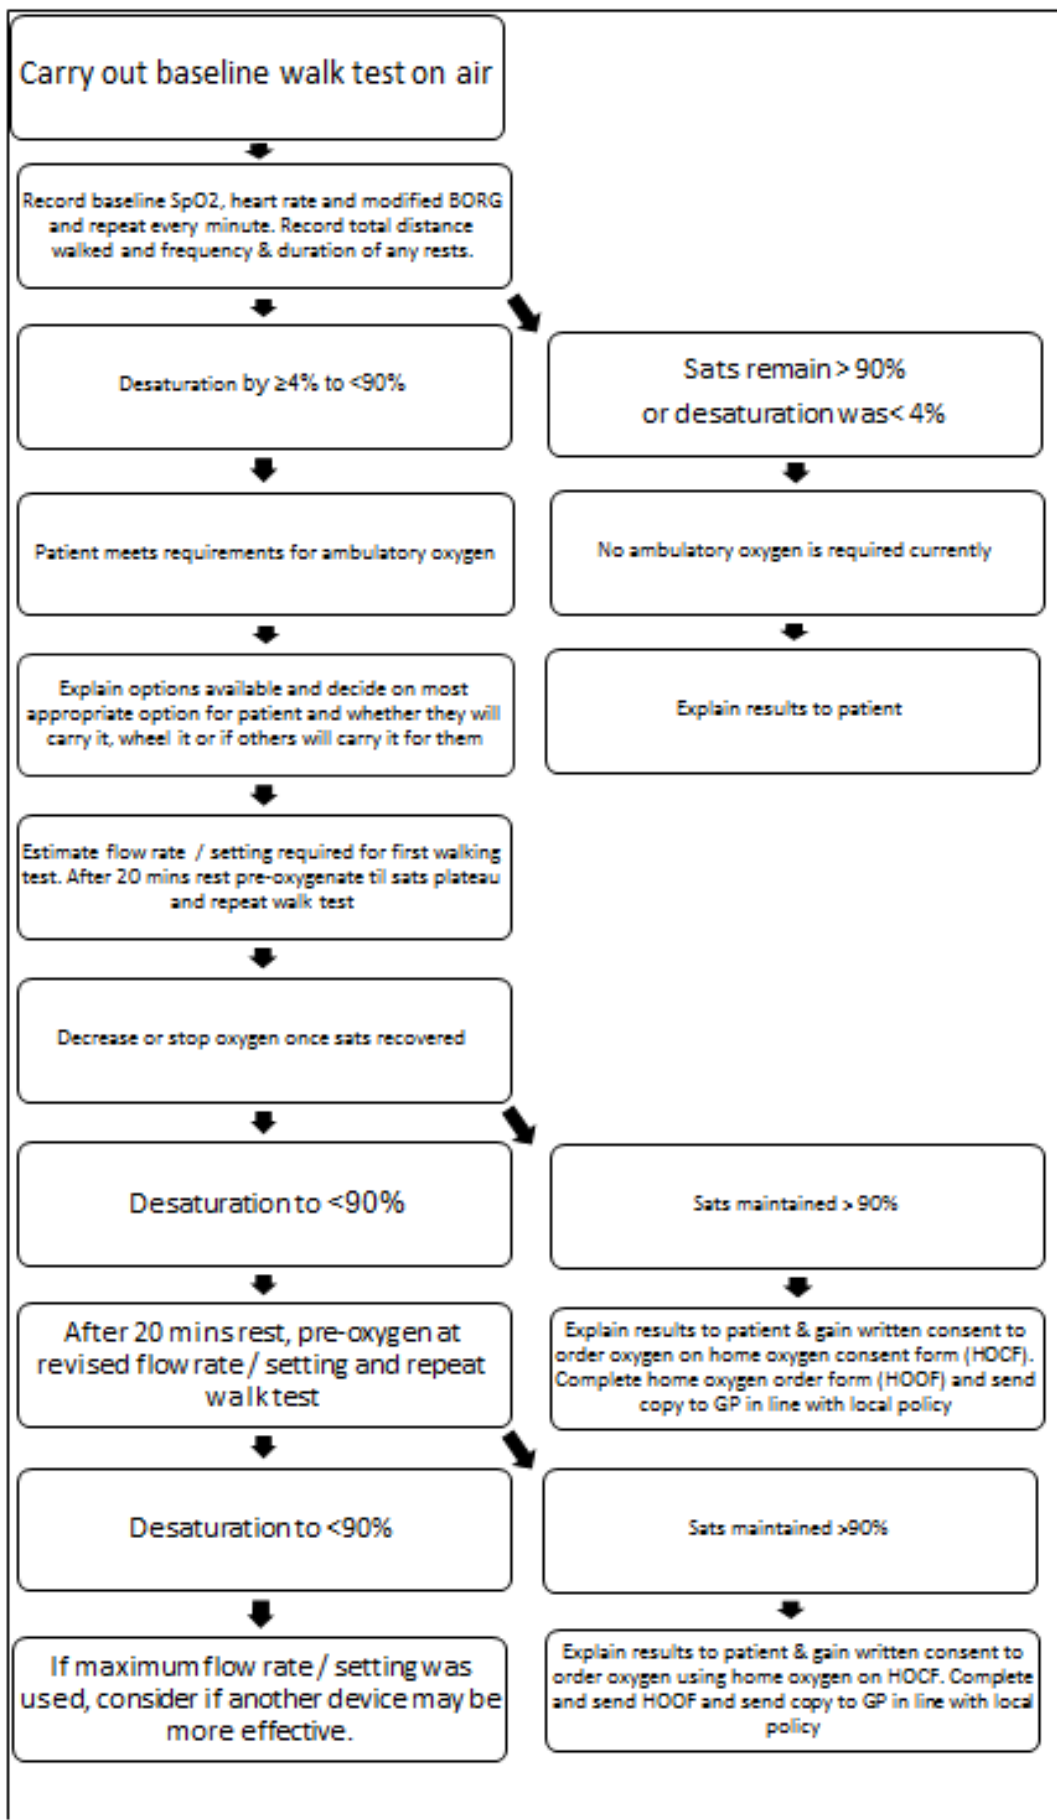 Carry out baseline walk test on air
Record baseline SpO2, heart rate and modified BORG
and repeat every minute. Record total distance
walked and frequency & duration of any rests.
Desaturation by ≥4% to <90%
Sats remain > 90%
or desaturation was< 4%
Patient meets requirements for ambulatory oxygen
No ambulatory oxygen is required currently
Explain options available and decide on most
appropriate option for patient and whether they will
carry it, wheel it or if others will carry it for them
Explain results to patient
Estimate flow rate / setting required for first walking
test. After 20 mins rest pre-oxygenate til sats plateau
and repeat walk test
Decrease or stop oxygen once sats recovered
Desaturation to <90%
Sats maintained > 90%
After 20 mins rest, pre-oxygen at
revised flow rate / setting and repeat
walk test
Explain results to patient & gain written consent to
order oxygen on home oxygen consent form (HOCF).
Complete home oxygen order form (HOOF) and send
copy to GP in line with local policy
Desaturation to <90%
Sats maintained >90%
If maximum flow rate / setting was
used, consider if another device may be
more effective.
Explain results to patient & gain written consent to
order oxygen using home oxygen on HOCF. Complete
and send HOOF and send copy to GP in line with local
policy